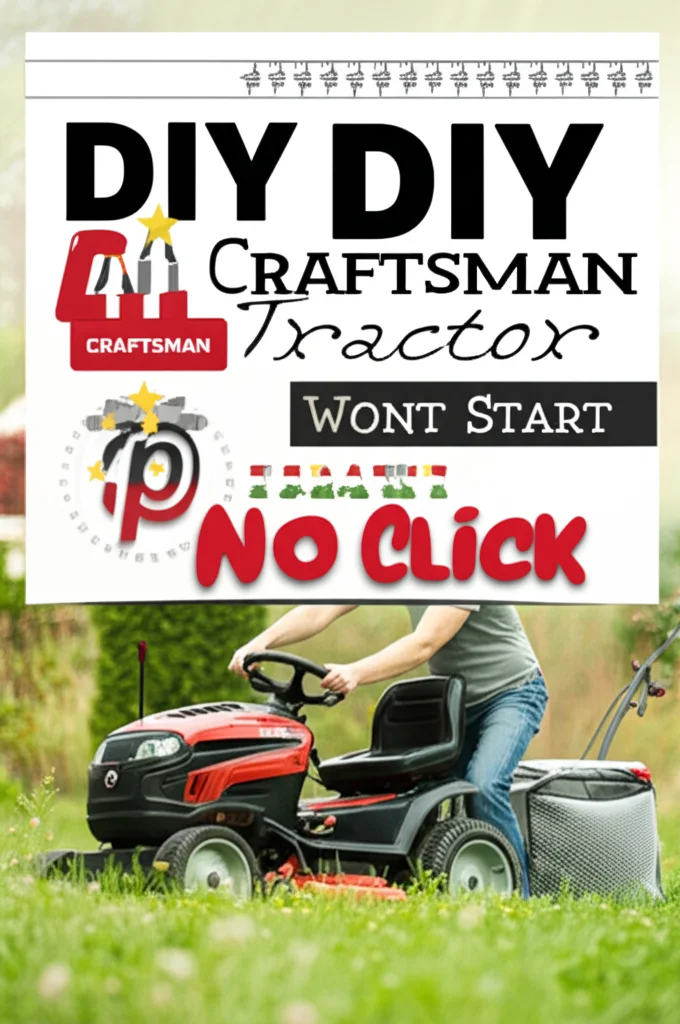 DIY DIY
CRAFTSMAN
Tractor
CRAFTSMAN
WONT START
p
NO CLiCK